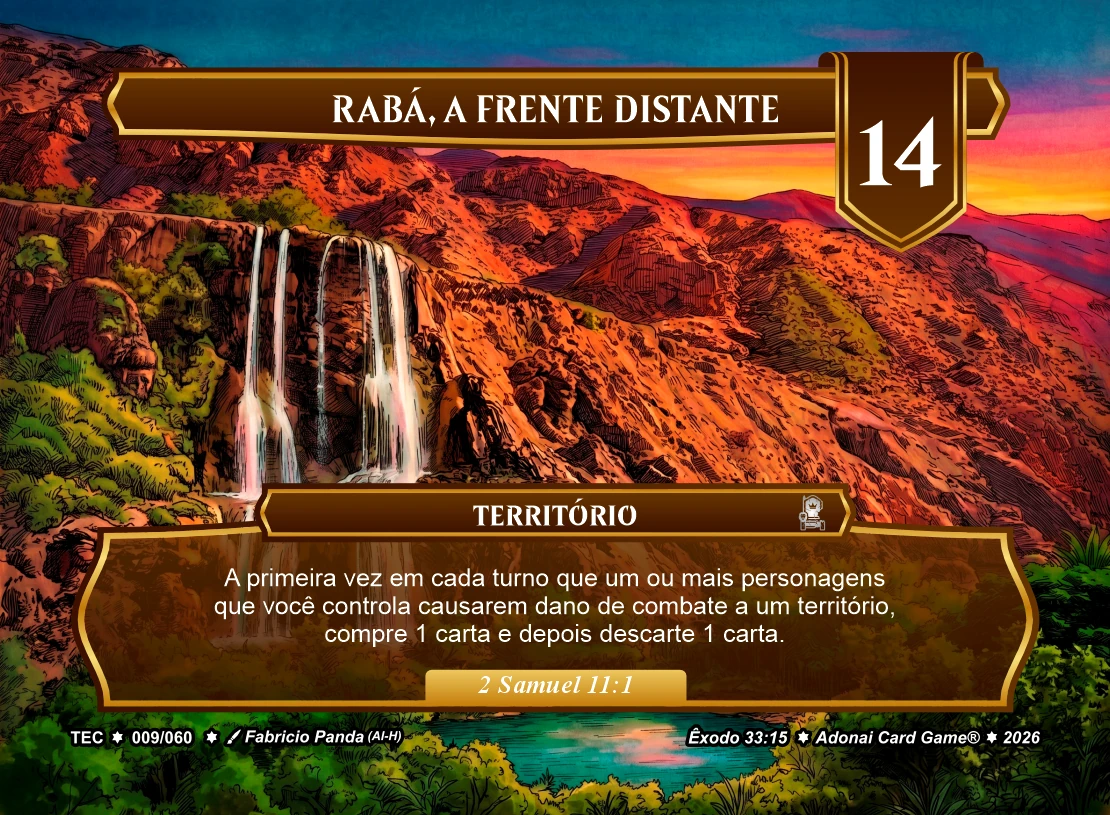 RABÁ, A FRENTE DISTANTE
14
TERRITÓRIO
A primeira vez em cada turno que um ou mais personagens
que você controla causarem dano de combate a um território,
compre 1 carta e depois descarte 1 carta.
2 Samuel 11:1
TEC ✶ 009/060 ✶ Fabricio Panda (AI-H)
Êxodo 33:15 ✶ Adonai Card Game® ✶ 2026